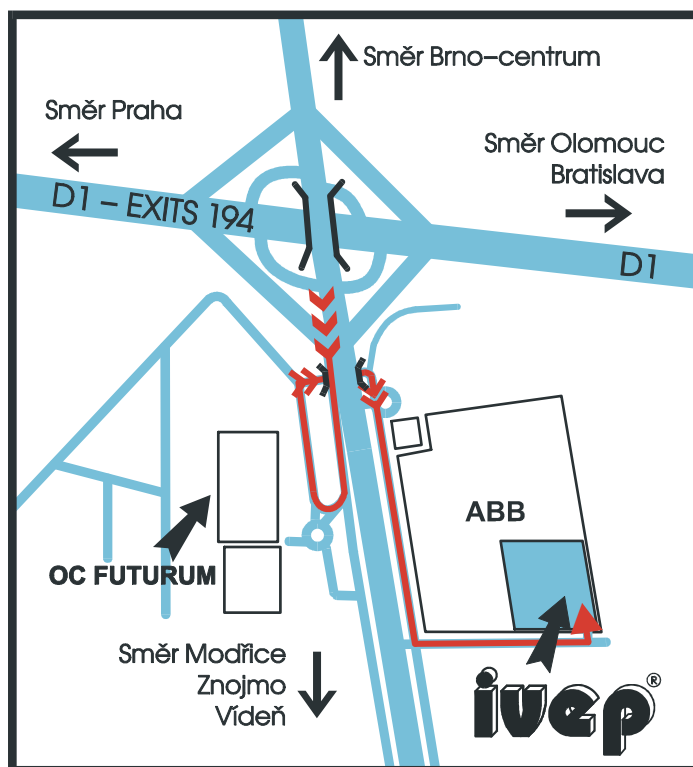 Směr Brno–centrum
Směr Praha
Směr Olomouc
Bratislava
D1 – EXITS 194
D1
ABB
OC FUTURUM
Směr Modřice
Znojmo
Vídeň
ivep®